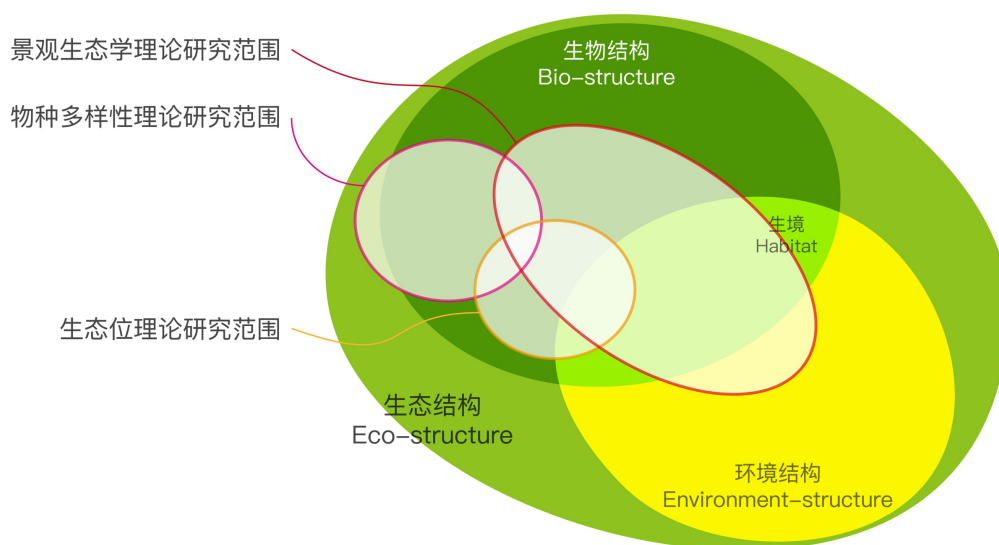 景观生态学理论研究范围
物种多样性理论研究范围
生态位理论研究范围
生物结构
Bio-structure
生境
Habitat
生态结构
Eco-structure
环境结构
Environment-structure